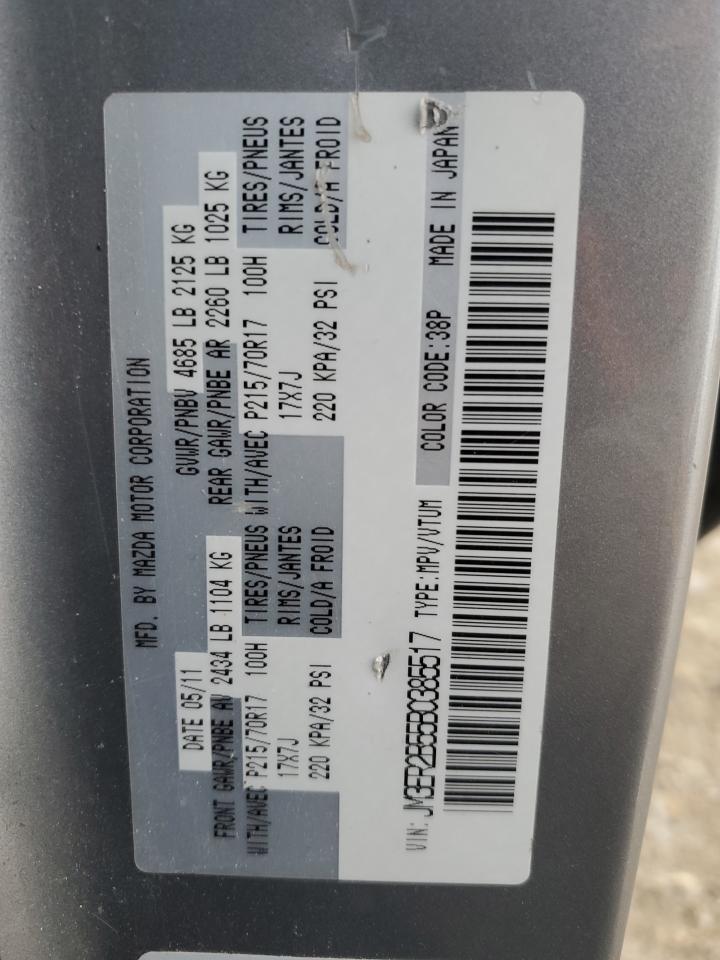 MFD. BY MAZDA MOTOR CORPORATION
DATE 05/11 GVWR/PNBV 4685 LB 2125 KG
FRONT GAWR/PNBE AV 2434 LB 1104 KG REAR GAWR/PNBE AR 2260 LB 1025 KG
WITH/AVEC P215/70R17 100H TIRES/PNEUS WITH/AVEC P215/70R17 100H TIRES/PNEUS
17X7J RIMS/JANTES 17X7J RIMS/JANTES
220 KPA/32 PSI COLD/A FROID 220 KPA/32 PSI COLD/A FROID
VIN: JM3ER2B55B0385517 TYPE:MPV/VTUM COLOR CODE:38P MADE IN JAPAN